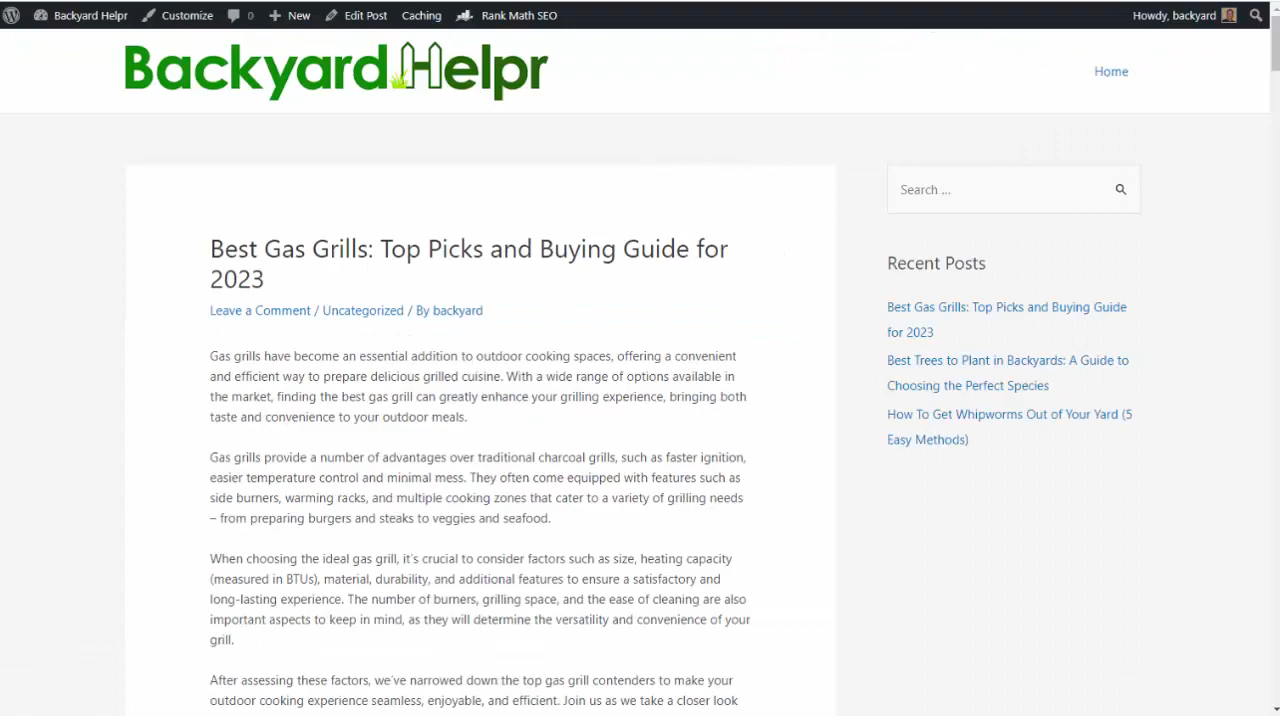 Backyard Helpr Customize 0 New Edit Post Caching Rank Math SEO Howdy, backyard
Backyard Helpr
Home
Search ...
Best Gas Grills: Top Picks and Buying Guide for
2023
Leave a Comment / Uncategorized / By backyard
Gas grills have become an essential addition to outdoor cooking spaces, offering a convenient
and efficient way to prepare delicious grilled cuisine. With a wide range of options available in
the market, finding the best gas grill can greatly enhance your grilling experience, bringing both
taste and convenience to your outdoor meals.
Gas grills provide a number of advantages over traditional charcoal grills, such as faster ignition,
easier temperature control and minimal mess. They often come equipped with features such as
side burners, warming racks, and multiple cooking zones that cater to a variety of grilling needs
– from preparing burgers and steaks to veggies and seafood.
When choosing the ideal gas grill, it's crucial to consider factors such as size, heating capacity
(measured in BTUs), material, durability, and additional features to ensure a satisfactory and
long-lasting experience. The number of burners, grilling space, and the ease of cleaning are also
important aspects to keep in mind, as they will determine the versatility and convenience of your
grill.
After assessing these factors, we've narrowed down the top gas grill contenders to make your
outdoor cooking experience seamless, enjoyable, and efficient. Join us as we take a closer look
Recent Posts
Best Gas Grills: Top Picks and Buying Guide
for 2023
Best Trees to Plant in Backyards: A Guide to
Choosing the Perfect Species
How To Get Whipworms Out of Your Yard (5
Easy Methods)